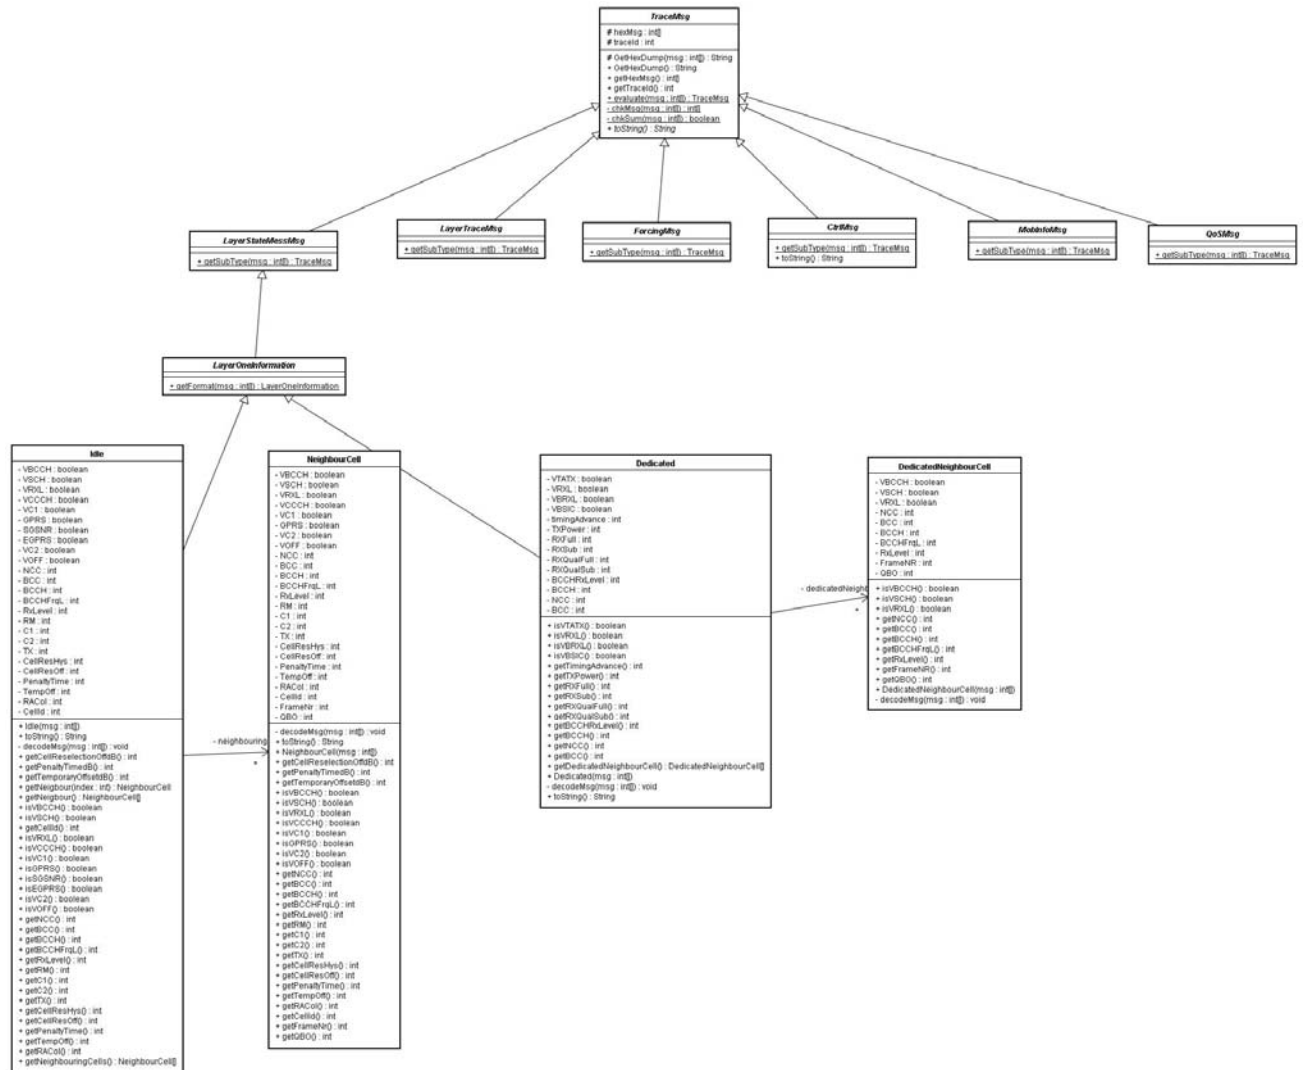 TraceMsg
# hexMsg : int[]
# traceId : int
# GetHexDump(msg : int[]) : String
+ GetHexDump() : String
+ getHexMsg() : int[]
+ getTraceId() : int
+ evaluate(msg : int[]) : TraceMsg
- chkMsg(msg : int[]) : int[]
- chkSum(msg : int[]) : boolean
+ toString() : String
LayerStateMessMsg
+ getSubType(msg : int[]) : TraceMsg
LayerTraceMsg
+ getSubType(msg : int[]) : TraceMsg
ForcingMsg
+ getSubType(msg : int[]) : TraceMsg
CtrlMsg
+ getSubType(msg : int[]) : TraceMsg
+ toString() : String
MobInfoMsg
+ getSubType(msg : int[]) : TraceMsg
QoSMsg
+ getSubType(msg : int[]) : TraceMsg
LayerOneInformation
+ getFormat(msg : int[]) : LayerOneInformation
Idle
- VBCCH : boolean
- VSCH : boolean
- VRXL : boolean
- VCCCH : boolean
- VC1 : boolean
- GPRS : boolean
- SGSNR : boolean
- EGPRS : boolean
- VC2 : boolean
- VOFF : boolean
- NCC : int
- BCC : int
- BCCH : int
- BCCHFrqL : int
- RxLevel : int
- RM : int
- C1 : int
- C2 : int
- TX : int
- CellResHys : int
- CellResOff : int
- PenaltyTime : int
- TempOff : int
- RACol : int
- CellId : int
+ Idle(msg : int[])
+ toString() : String
- decodeMsg(msg : int[]) : void
+ getCellReselectionOffdB() : int
+ getPenaltyTimedB() : int
+ getTemporaryOffsetdB() : int
+ getNeigbour(index : int) : NeighbourCell
+ getNeigbour() : NeighbourCell[]
+ isVBCCH() : boolean
+ isVSCH() : boolean
+ getCellId() : int
+ isVRXL() : boolean
+ isVCCCH() : boolean
+ isVC1() : boolean
+ isGPRS() : boolean
+ isSGSNR() : boolean
+ isEGPRS() : boolean
+ isVC2() : boolean
+ isVOFF() : boolean
+ getNCC() : int
+ getBCC() : int
+ getBCCH() : int
+ getBCCHFrqL() : int
+ getRxLevel() : int
+ getRM() : int
+ getC1() : int
+ getC2() : int
+ getTX() : int
+ getCellResHys() : int
+ getCellResOff() : int
+ getPenaltyTime() : int
+ getTempOff() : int
+ getRACol() : int
+ getNeighbouringCells() : NeighbourCell[]
- neighbouring
*
NeighbourCell
- VBCCH : boolean
- VSCH : boolean
- VRXL : boolean
- VCCCH : boolean
- VC1 : boolean
- GPRS : boolean
- VC2 : boolean
- VOFF : boolean
- NCC : int
- BCC : int
- BCCH : int
- BCCHFrqL : int
- RxLevel : int
- RM : int
- C1 : int
- C2 : int
- TX : int
- CellResHys : int
- CellResOff : int
- PenaltyTime : int
- TempOff : int
- RACol : int
- CellId : int
- FrameNr : int
- QBO : int
- decodeMsg(msg : int[]) : void
+ toString() : String
+ NeighbourCell(msg : int[])
+ getCellReselectionOffdB() : int
+ getPenaltyTimedB() : int
+ getTemporaryOffsetdB() : int
+ isVBCCH() : boolean
+ isVSCH() : boolean
+ isVRXL() : boolean
+ isVCCCH() : boolean
+ isVC1() : boolean
+ isGPRS() : boolean
+ isVC2() : boolean
+ isVOFF() : boolean
+ getNCC() : int
+ getBCC() : int
+ getBCCH() : int
+ getBCCHFrqL() : int
+ getRxLevel() : int
+ getRM() : int
+ getC1() : int
+ getC2() : int
+ getTX() : int
+ getCellResHys() : int
+ getCellResOff() : int
+ getPenaltyTime() : int
+ getTempOff() : int
+ getRACol() : int
+ getCellId() : int
+ getFrameNr() : int
+ getQBO() : int
Dedicated
- VTATX : boolean
- VRXL : boolean
- VBRXL : boolean
- VBSIC : boolean
- timingAdvance : int
- TXPower : int
- RXFull : int
- RXSub : int
- RXQualFull : int
- RXQualSub : int
- BCCHRxLevel : int
- BCCH : int
- NCC : int
- BCC : int
+ isVTATX() : boolean
+ isVRXL() : boolean
+ isVBRXL() : boolean
+ isVBSIC() : boolean
+ getTimingAdvance() : int
+ getTXPower() : int
+ getRXFull() : int
+ getRXSub() : int
+ getRXQualFull() : int
+ getRXQualSub() : int
+ getBCCHRxLevel() : int
+ getBCCH() : int
+ getNCC() : int
+ getBCC() : int
+ getDedicatedNeighbourCell() : DedicatedNeighbourCell[]
+ Dedicated(msg : int[])
- decodeMsg(msg : int[]) : void
+ toString() : String
- dedicatedNeighb
*
DedicatedNeighbourCell
- VBCCH : boolean
- VSCH : boolean
- VRXL : boolean
- NCC : int
- BCC : int
- BCCH : int
- BCCHFrqL : int
- RxLevel : int
- FrameNR : int
- QBO : int
+ isVBCCH() : boolean
+ isVSCH() : boolean
+ isVRXL() : boolean
+ getNCC() : int
+ getBCC() : int
+ getBCCH() : int
+ getBCCHFrqL() : int
+ getRxLevel() : int
+ getFrameNR() : int
+ getQBO() : int
+ DedicatedNeighbourCell(msg : int[])
- decodeMsg(msg : int[]) : void